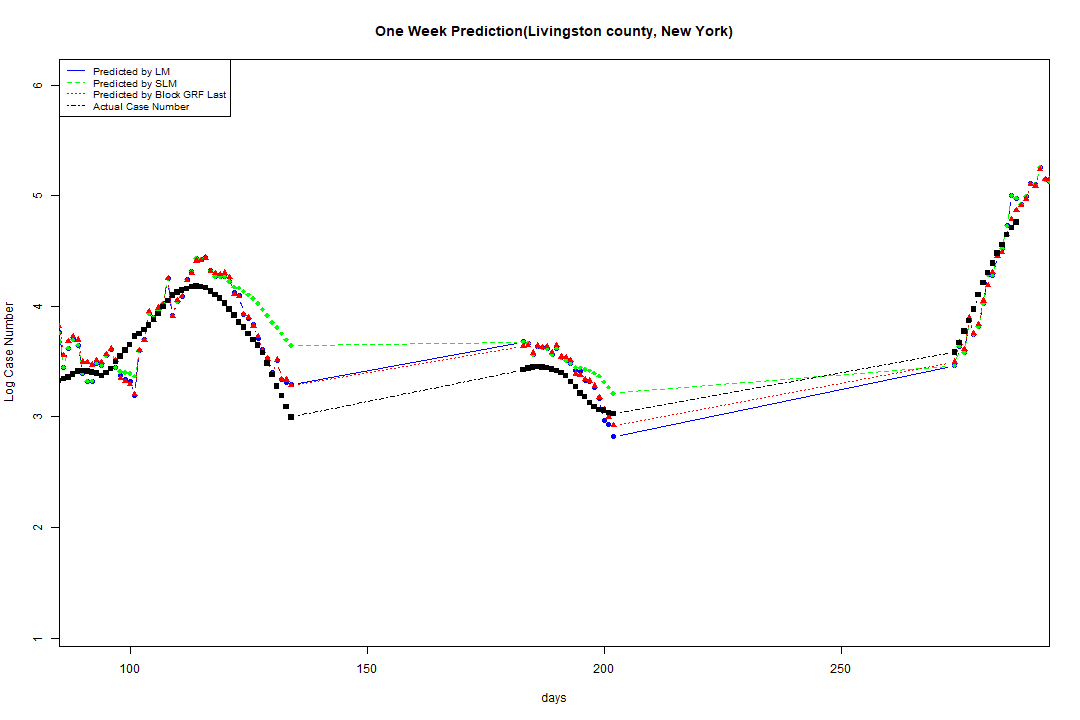 One Week Prediction(Livingston county, New York)
Predicted by LM
Predicted by SLM
Predicted by Block GRF Last
Actual Case Number
6
5
4
3
2
1
Log Case Number
100 150 200 250
days